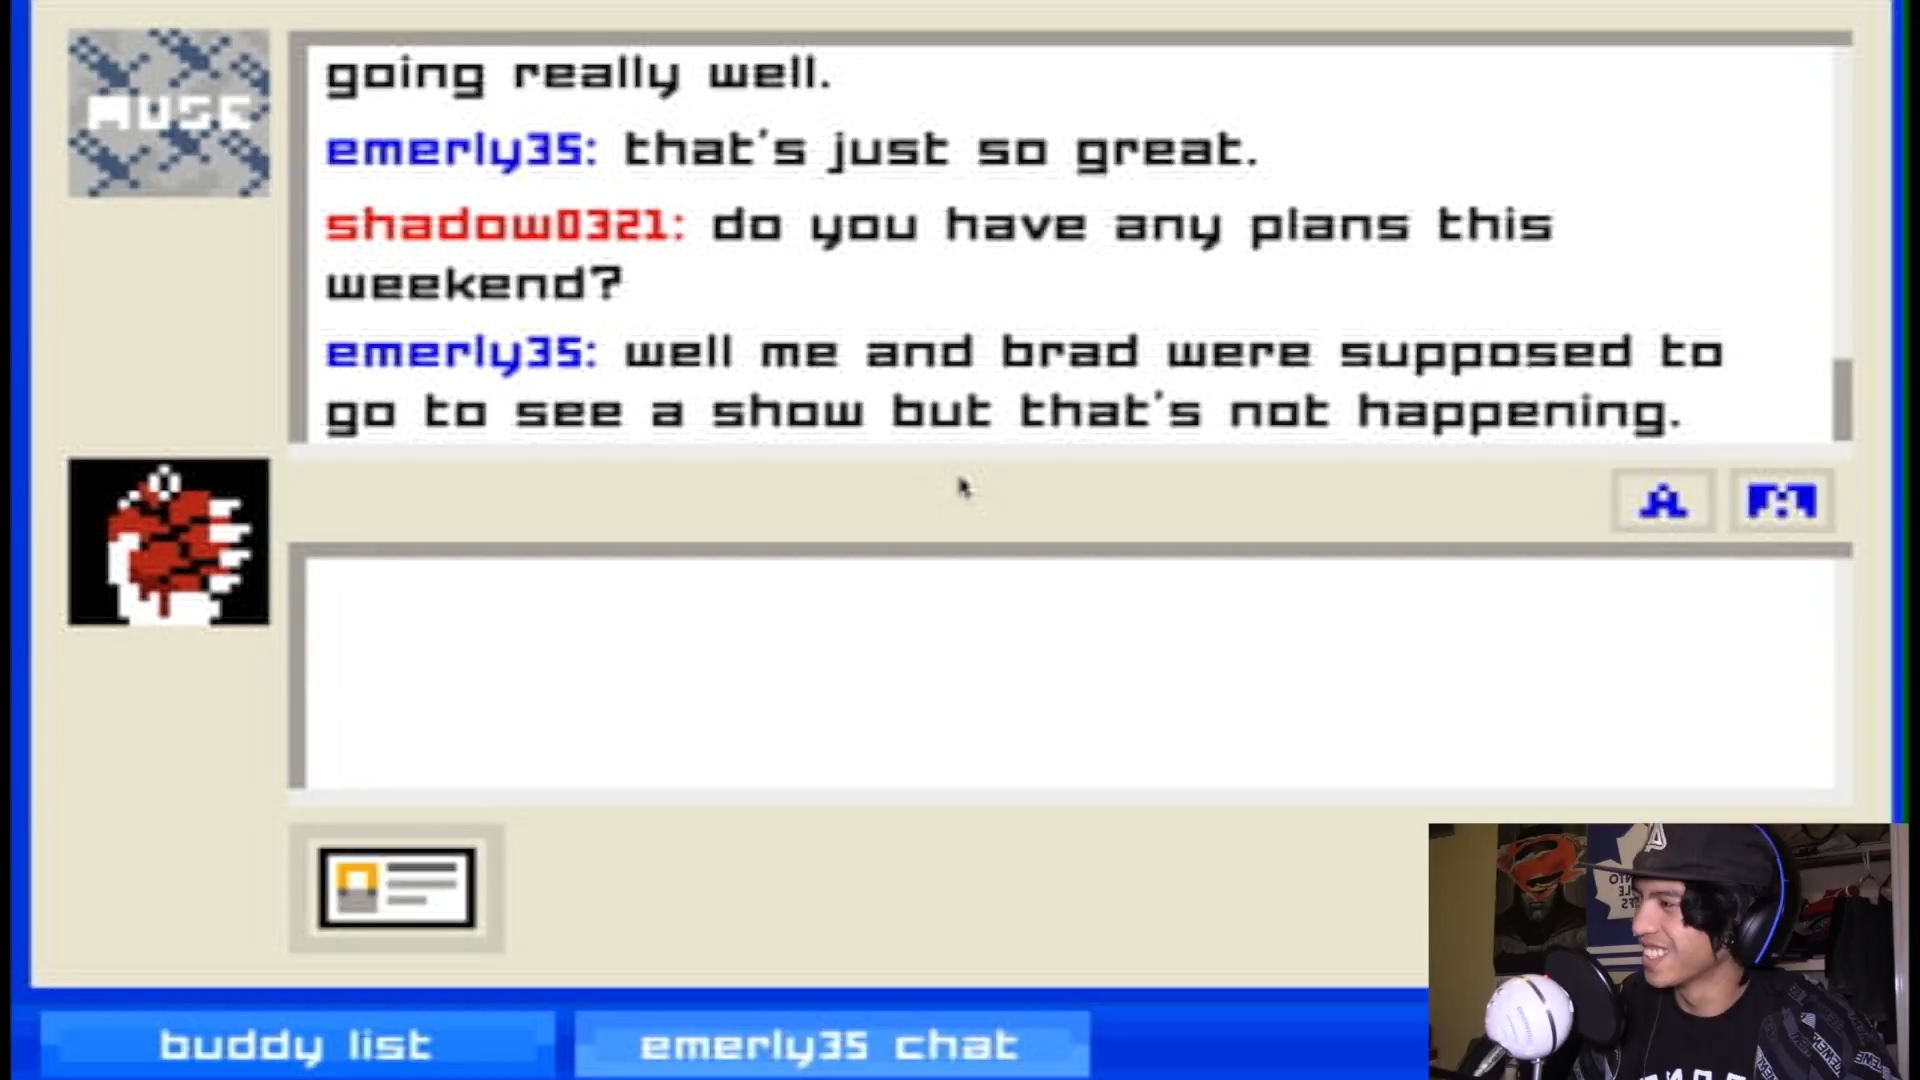 MUSE
going really well.
emerly35: that's just so great.
shadow0321: do you have any plans this
weekend?
emerly35: well me and brad were supposed to
go to see a show but that's not happening.
A
buddy list
emerly35 chat